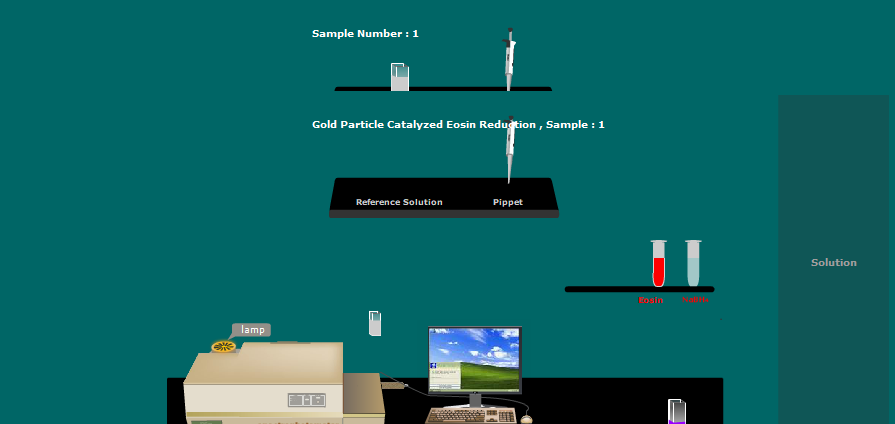 Sample Number : 1
Gold Particle Catalyzed Eosin Reduction , Sample : 1
Reference Solution
Pippet
Solution
Eosin
lamp